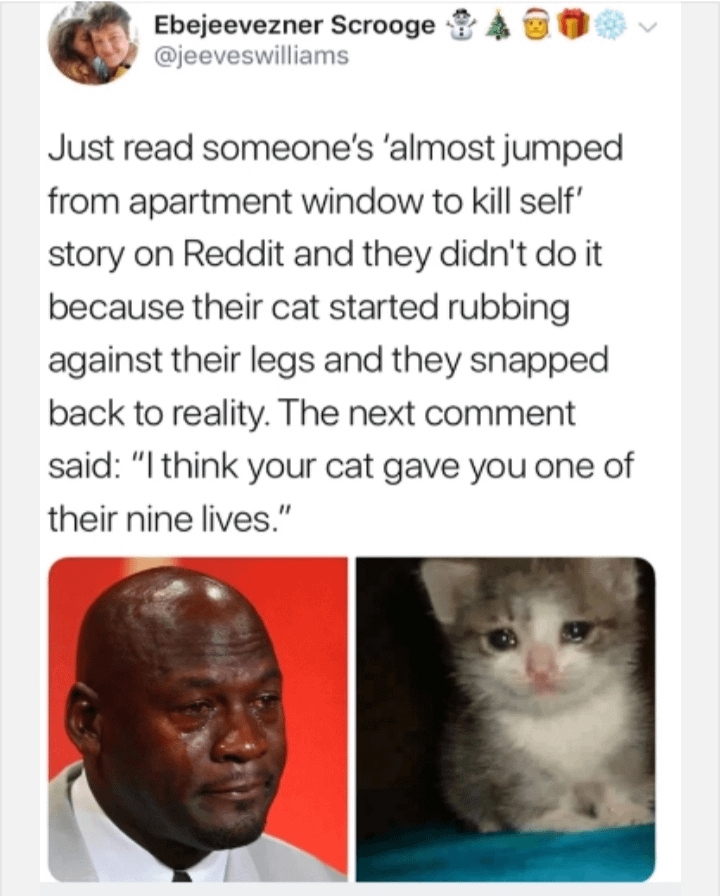 Ebejeevezner Scrooge ⛄🎄🎅🎁❄️
@jeeveswilliams
Just read someone's 'almost jumped
from apartment window to kill self'
story on Reddit and they didn't do it
because their cat started rubbing
against their legs and they snapped
back to reality. The next comment
said: "I think your cat gave you one of
their nine lives."